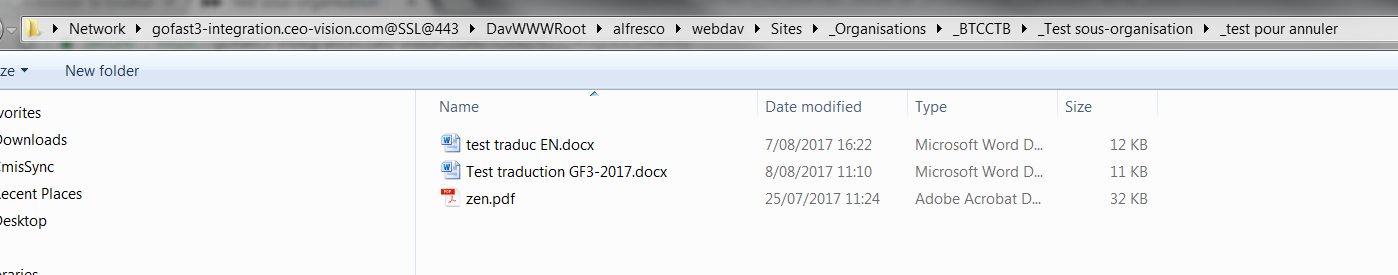 Network gofast3-integration.ceo-vision.com@SSL@443 DavWWWRoot alfresco webdav Sites _Organisations _BTCCTB _Test sous-organisation _test pour annuler
ze New folder
vorites
Name Date modified Type Size
Downloads
test traduc EN.docx 7/08/2017 16:22 Microsoft Word D... 12 KB
CmisSync
Test traduction GF3-2017.docx 8/08/2017 11:10 Microsoft Word D... 11 KB
Recent Places
zen.pdf 25/07/2017 11:24 Adobe Acrobat D... 32 KB
Desktop